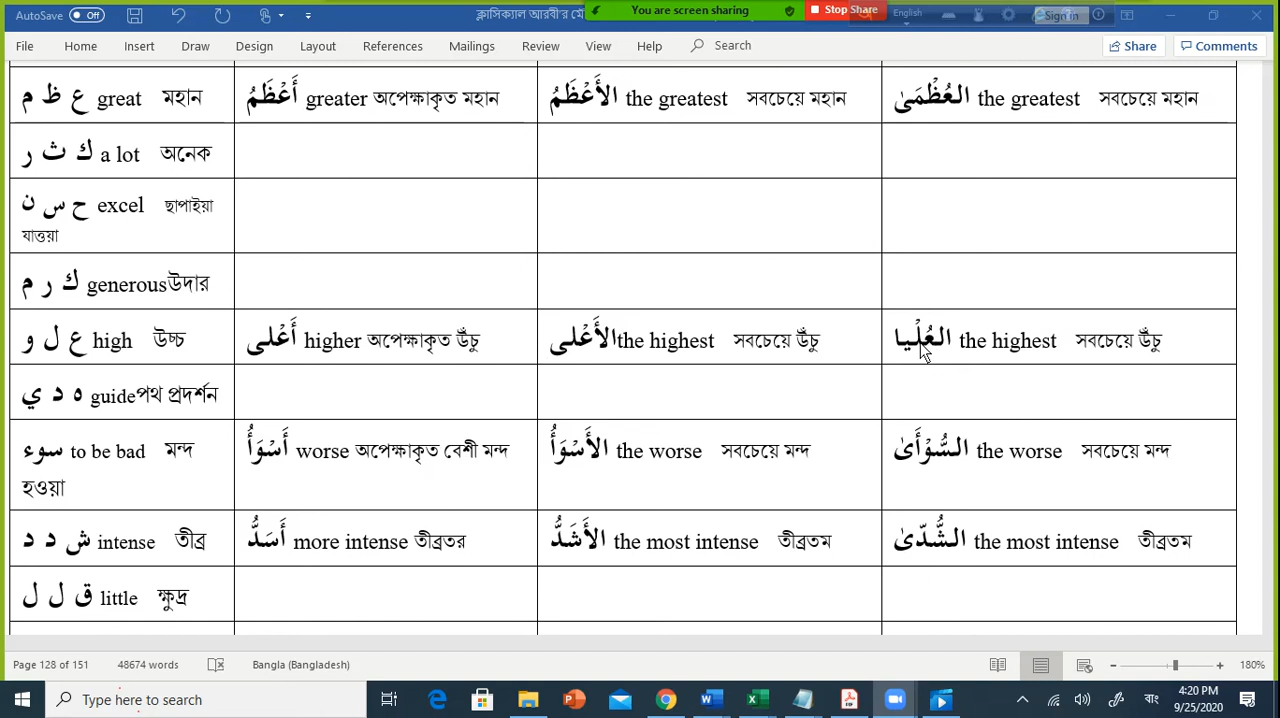 AutoSave Off
ক্লাসিক্যাল আরবী'র মৌ
You are screen sharing
Stop Share
English
Sign in
File Home Insert Draw Design Layout References Mailings Review View Help Search Share Comments
ع ظ م great মহান أَعْظَمُ greater অপেক্ষাকৃত মহান الأَعْظَمُ the greatest সবচেয়ে মহান العُظْمَىٰ the greatest সবচেয়ে মহান
ك ث ر a lot অনেক
ح س ن excel ছাপাইয়া
যাওয়া
ك ر م generousউদার
ع ل و high উচ্চ أَعْلى higher অপেক্ষাকৃত উঁচু الأَعْلىthe highest সবচেয়ে উঁচু العُلْيا the highest সবচেয়ে উঁচু
ه د ي guideপথ প্রদর্শন
سوء to be bad মন্দ أَسْوَأُ worse অপেক্ষাকৃত বেশী মন্দ الأَسْوَأُ the worse সবচেয়ে মন্দ السُّوْأَىٰ the worse সবচেয়ে মন্দ
হওয়া
ش د د intense তীব্র أَسَدُّ more intense তীব্রতর الأَشَدُّ the most intense তীব্রতম الشُّدّىٰ the most intense তীব্রতম
ق ل ل little ক্ষুদ্র
Page 128 of 151 48674 words Bangla (Bangladesh) 180%
Type here to search
বাং
4:20 PM
9/25/2020